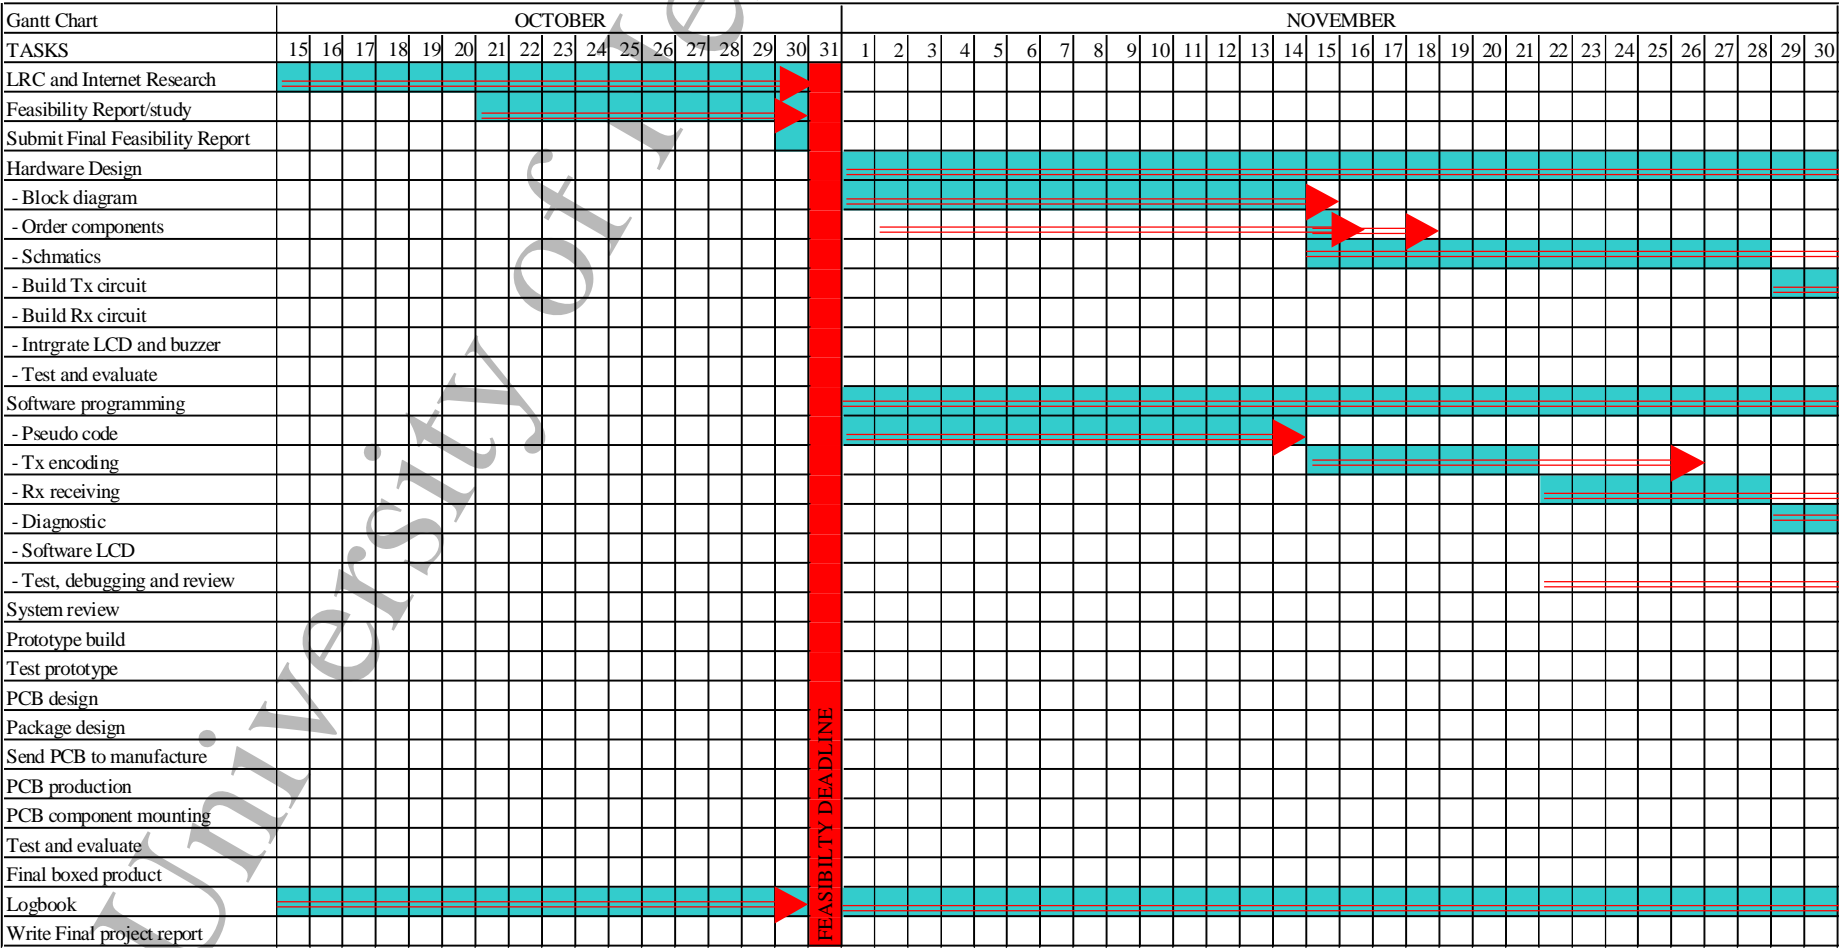 Gantt Chart OCTOBER NOVEMBER
TASKS 15 16 17 18 19 20 21 22 23 24 25 26 27 28 29 30 31 1 2 3 4 5 6 7 8 9 10 11 12 13 14 15 16 17 18 19 20 21 22 23 24 25 26 27 28 29 30
LRC and Internet Research
Feasibility Report/study
Submit Final Feasibility Report
Hardware Design
- Block diagram
- Order components
- Schmatics
- Build Tx circuit
- Build Rx circuit
- Intrgrate LCD and buzzer
- Test and evaluate
Software programming
- Pseudo code
- Tx encoding
- Rx receiving
- Diagnostic
- Software LCD
- Test, debugging and review
System review
Prototype build
Test prototype
PCB design
Package design
Send PCB to manufacture
PCB production
PCB component mounting
Test and evaluate
Final boxed product
Logbook
Write Final project report
FEASIBILTY DEADLINE
University of